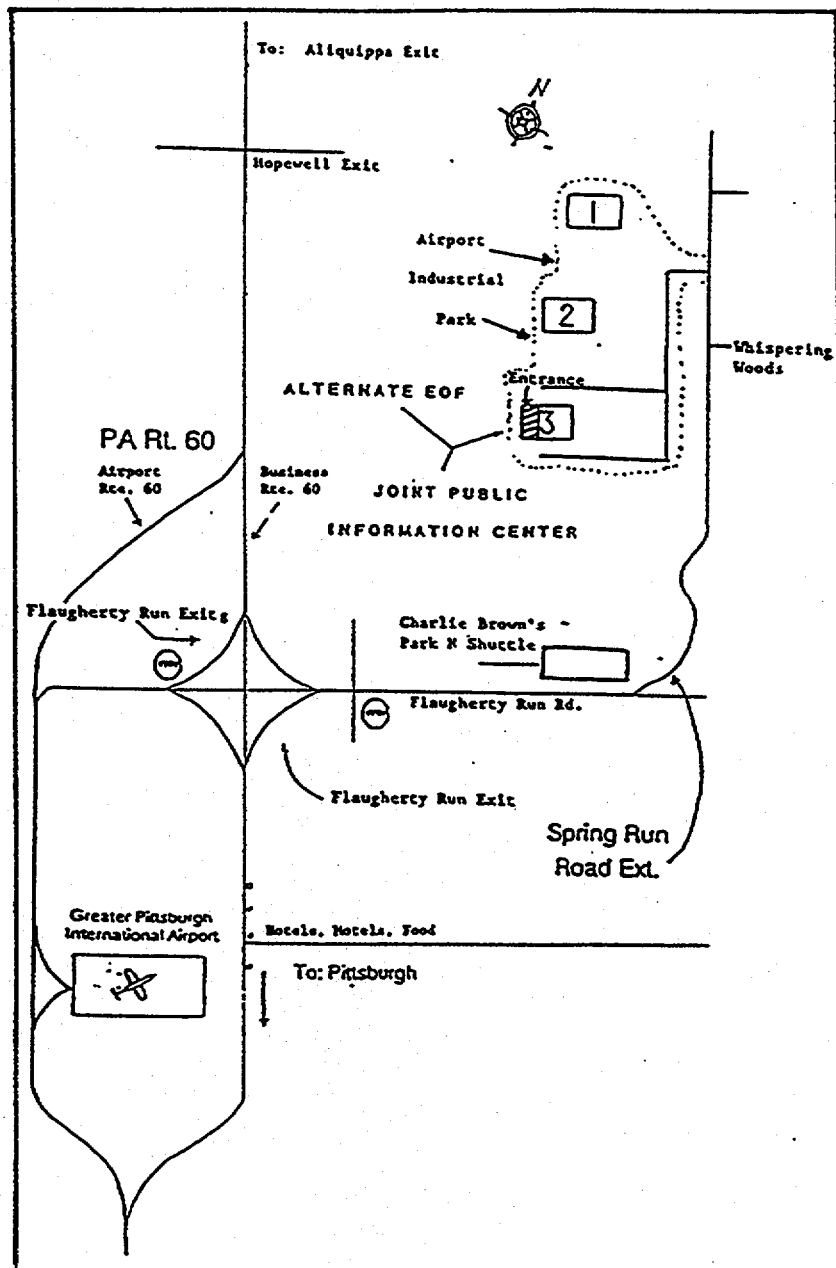 To: Aliquippa Exit
N
Hopewell Exit
1
Airport
Industrial
2
Park
Whispering
Woods
Entrance
ALTERNATE EOF
3
PA Rt. 60
Airport
Rte. 60
Business
Rte. 60
JOINT PUBLIC
INFORMATION CENTER
Flaugherty Run Exits
Charlie Brown's
Park N Shuttle
Flaugherty Run Rd.
Flaugherty Run Exit
Spring Run
Road Ext.
Greater Pittsburgh
International Airport
Hotels, Motels, Food
To: Pittsburgh